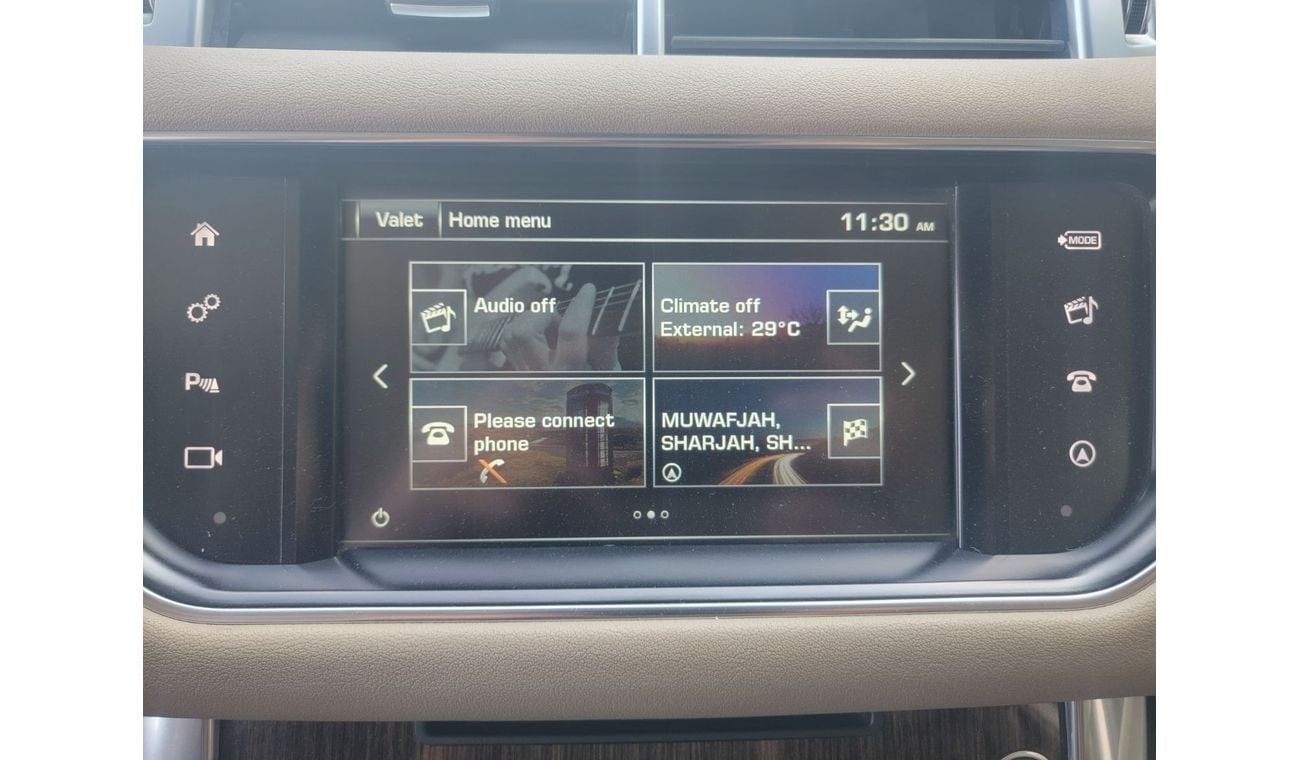 Valet Home menu 11:30 AM
MODE
Audio off
Climate off
External: 29°C
P
Please connect
phone
MUWAFJAH,
SHARJAH, SH...